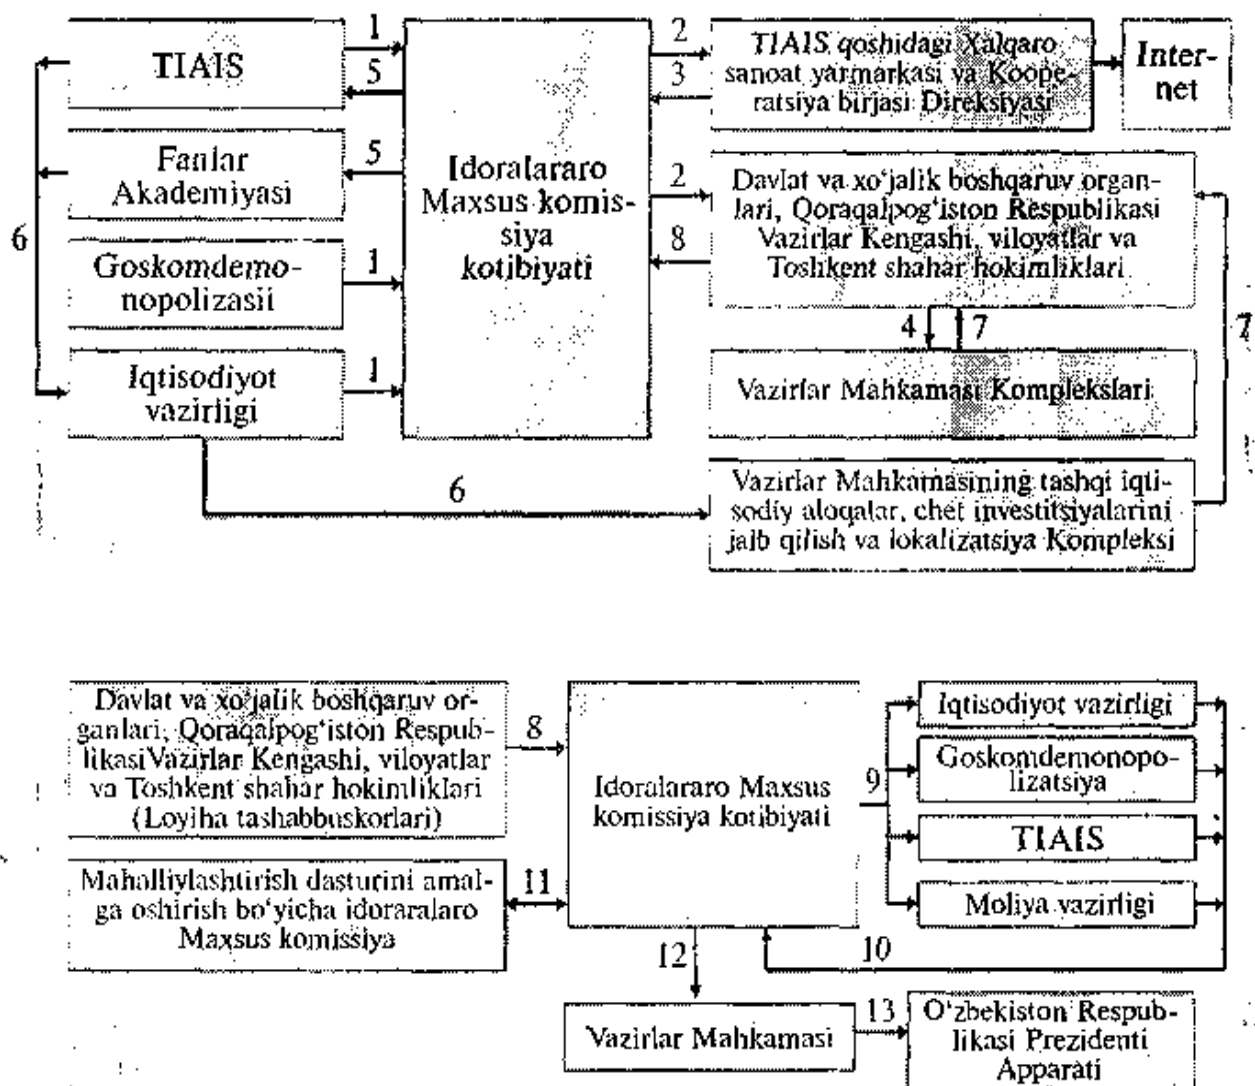 1
TIAIS
5
Fanlar
Akademiyasi
5
6
Goskomdemo-
nopolizasii
1
Iqtisodiyot
vazirligi
1
Idoralararo
Maxsus komis-
siya
kotibiyati
2
3
TIAIS qoshidagi Xalqaro
sanoat yarmarkasi va Koope-
ratsiya birjasi Direksiyasi
Inter-
net
2
8
Davlat va xo‘jalik boshqaruv organ-
lari, Qoraqalpog‘iston Respublikasi
Vazirlar Kengashi, viloyatlar va
Toshkent shahar hokimliklari
4
7
7
Vazirlar Mahkamasi Komplekslari
6
Vazirlar Mahkamasining tashqi iqti-
sodiy aloqalar, chet investitsiyalarini
jalb qilish va lokalizatsiya Kompleksi
Davlat va xo‘jalik boshqaruv or-
ganlari, Qoraqalpog‘iston Respub-
likasiVazirlar Kengashi, viloyatlar
va Toshkent shahar hokimliklari
(Loyiha tashabbuskorlari)
8
Mahalliylashtirish dasturini amal-
ga oshirish bo‘yicha idoraralaro
Maxsus komissiya
11
Idoralararo Maxsus
komissiya kotibiyati
9
Iqtisodiyot vazirligi
Goskomdemonopo-
lizatsiya
TIAIS
Moliya vazirligi
10
12
Vazirlar Mahkamasi
13
O‘zbekiston Respub-
likasi Prezidenti
Apparati